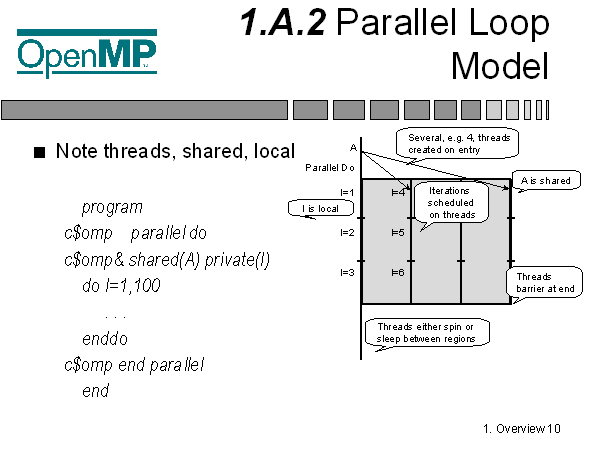 1.A.2 Parallel Loop
Model
OpenMP
TM
Note threads, shared, local
program
c$omp parallel do
c$omp& shared(A) private(I)
do I=1,100
. . .
enddo
c$omp end parallel
end
A
Parallel Do
I=1
I=2
I=3
I=4
I=5
I=6
Several, e.g. 4, threads
created on entry
A is shared
I is local
Iterations
scheduled
on threads
Threads
barrier at end
Threads either spin or
sleep between regions
1. Overview 10